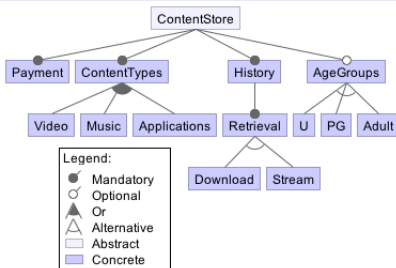 ContentStore
Payment ContentTypes History AgeGroups
Video Music Applications Retrieval U PG Adult
Download Stream
Legend:
Mandatory
Optional
Or
Alternative
Abstract
Concrete